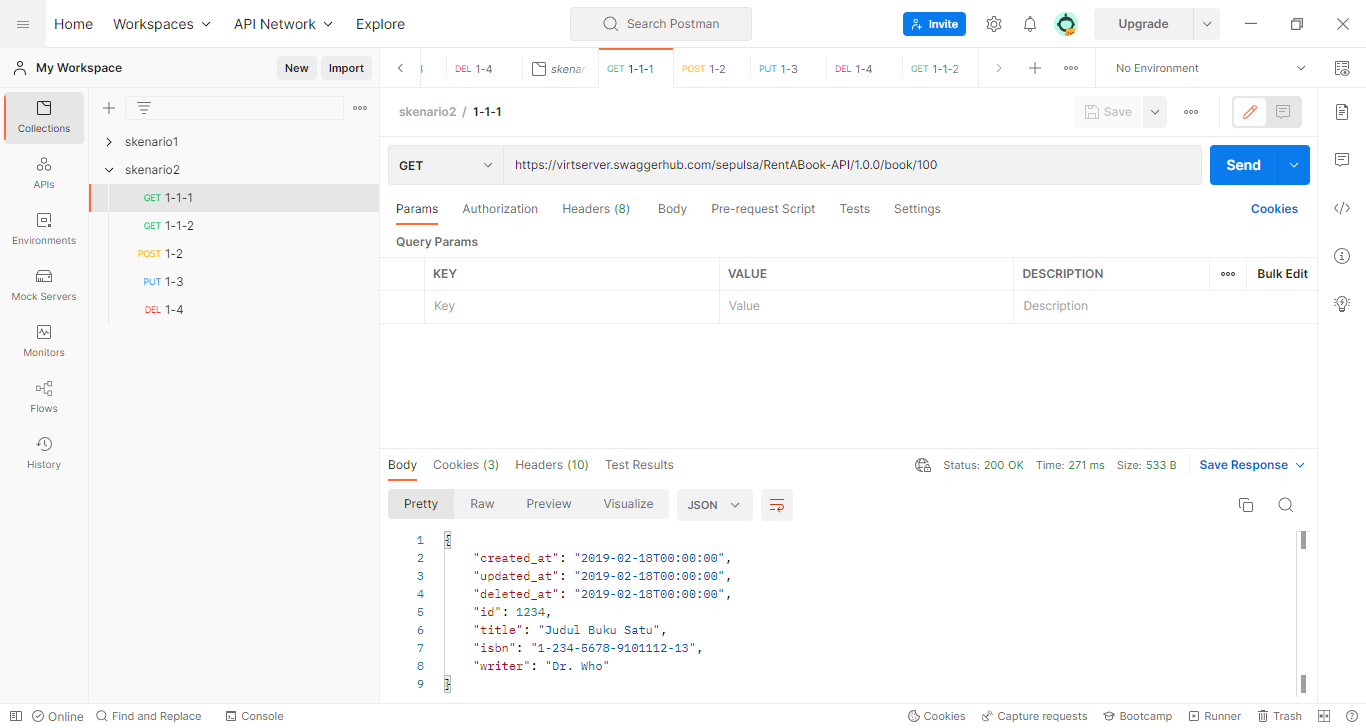 Home Workspaces API Network Explore Search Postman Invite Upgrade
My Workspace New Import DEL 1-4 skenar GET 1-1-1 POST 1-2 PUT 1-3 DEL 1-4 GET 1-1-2 No Environment
Collections
APIs
Environments
Mock Servers
Monitors
Flows
History
skenario1
skenario2
GET 1-1-1
GET 1-1-2
POST 1-2
PUT 1-3
DEL 1-4
skenario2 / 1-1-1 Save
GET https://virtserver.swaggerhub.com/sepulsa/RentABook-API/1.0.0/book/100 Send
Params Authorization Headers (8) Body Pre-request Script Tests Settings Cookies
Query Params
KEY VALUE DESCRIPTION Bulk Edit
Key Value Description
Body Cookies (3) Headers (10) Test Results Status: 200 OK Time: 271 ms Size: 533 B Save Response
Pretty Raw Preview Visualize JSON
1 {
2 "created_at": "2019-02-18T00:00:00",
3 "updated_at": "2019-02-18T00:00:00",
4 "deleted_at": "2019-02-18T00:00:00",
5 "id": 1234,
6 "title": "Judul Buku Satu",
7 "isbn": "1-234-5678-9101112-13",
8 "writer": "Dr. Who"
9 }
Online Find and Replace Console Cookies Capture requests Bootcamp Runner Trash